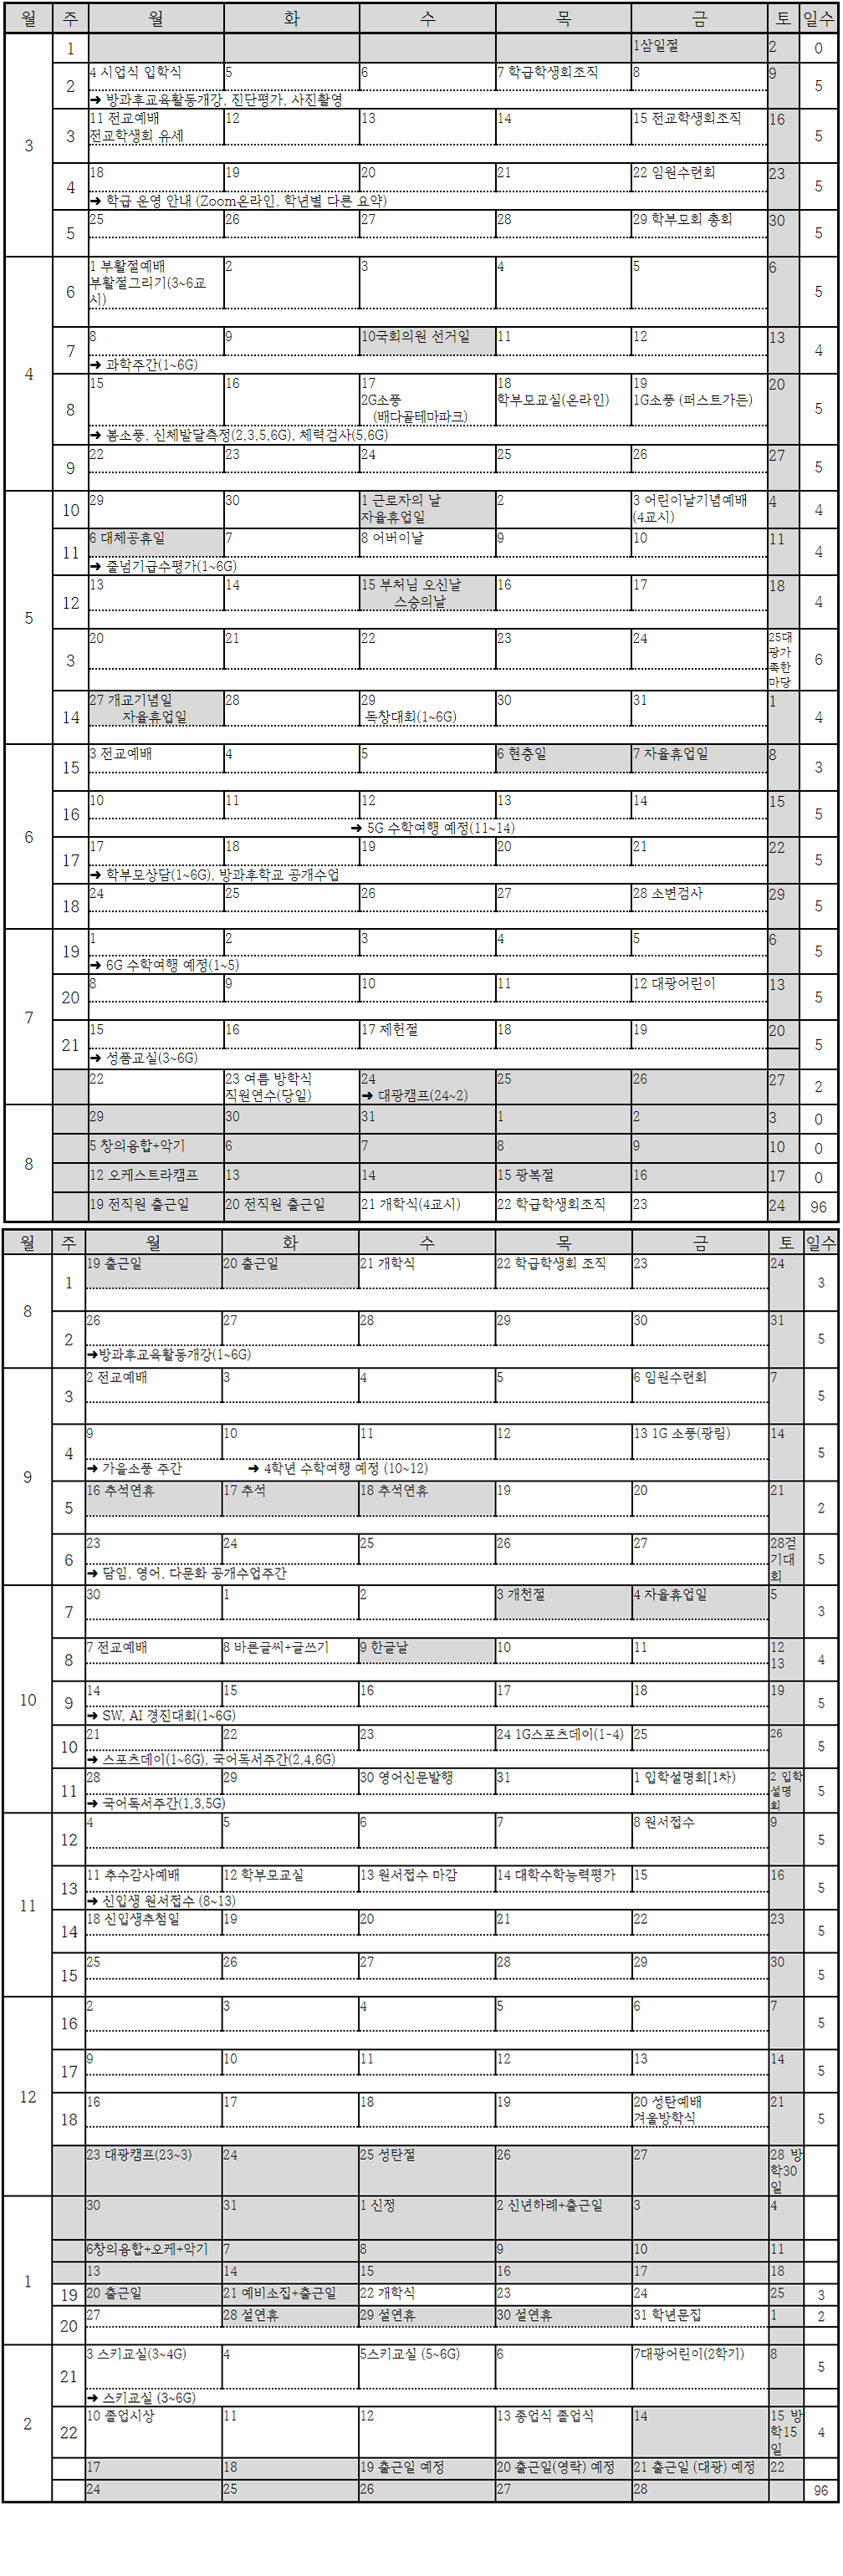 월 주 월 화 수 목 금 토 일수
3
1 1삼일절 2 0
2 4 시업식 입학식 5 6 7 학급학생회조직 8 9 5
➜ 방과후교육활동개강, 진단평가, 사진촬영
3 11 전교예배 12 13 14 15 전교학생회조직 16 5
전교학생회 유세
4 18 19 20 21 22 임원수련회 23 5
➜ 학급 운영 안내 (Zoom온라인, 학년별 다른 요약)
5 25 26 27 28 29 학부모회 총회 30 5
4
6 1 부활절예배 2 3 4 5 6 5
부활절그리기(3~6교
시)
7 8 9 10국회의원 선거일 11 12 13 4
➜ 과학주간(1~6G)
8 15 16 17 18 19 20 5
2G소풍 학부모교실(온라인) 1G소풍 (퍼스트가든)
(배다골테마파크)
➜ 봄소풍, 신체발달측정(2,3,5,6G), 체력검사(5,6G)
9 22 23 24 25 26 27 5
5
10 29 30 1 근로자의 날 2 3 어린이날기념예배 4 4
자율휴업일 (4교시)
11 6 대체공휴일 7 8 어버이날 9 10 11 4
➜ 줄넘기급수평가(1~6G)
12 13 14 15 부처님 오신날 16 17 18 4
스승의날
3 20 21 22 23 24 25대 6
광가
족한
마당
14 27 개교기념일 28 29 30 31 1 4
자율휴업일 독창대회(1~6G)
6
15 3 전교예배 4 5 6 현충일 7 자율휴업일 8 3
16 10 11 12 13 14 15 5
➜ 5G 수학여행 예정(11~14)
17 17 18 19 20 21 22 5
➜ 학부모상담(1~6G), 방과후학교 공개수업
18 24 25 26 27 28 소변검사 29 5
7
19 1 2 3 4 5 6 5
➜ 6G 수학여행 예정(1~5)
20 8 9 10 11 12 대광어린이 13 5
21 15 16 17 제헌절 18 19 20 5
➜ 성품교실(3~6G)
22 23 여름 방학식 24 25 26 27 2
직원연수(당일) ➜ 대광캠프(24~2)
8
29 30 31 1 2 3 0
5 창의융합+악기 6 7 8 9 10 0
12 오케스트라캠프 13 14 15 광복절 16 17 0
19 전직원 출근일 20 전직원 출근일 21 개학식(4교시) 22 학급학생회조직 23 24 96
월 주 월 화 수 목 금 토 일수
8
1 19 출근일 20 출근일 21 개학식 22 학급학생회 조직 23 24 3
2 26 27 28 29 30 31 5
➜방과후교육활동개강(1~6G)
9
3 2 전교예배 3 4 5 6 임원수련회 7 5
4 9 10 11 12 13 1G 소풍(광림) 14 5
➜ 가을소풍 주간 ➜ 4학년 수학여행 예정 (10~12)
5 16 추석연휴 17 추석 18 추석연휴 19 20 21 2
6 23 24 25 26 27 28걷 5
기대
회
➜ 담임, 영어, 다문화 공개수업주간
10
7 30 1 2 3 개천절 4 자율휴업일 5 3
8 7 전교예배 8 바른글씨+글쓰기 9 한글날 10 11 12 4
13
9 14 15 16 17 18 19 5
➜ SW, AI 경진대회(1~6G)
10 21 22 23 24 1G스포츠데이(1-4) 25 26 5
➜ 스포츠데이(1~6G), 국어독서주간(2,4,6G)
11 28 29 30 영어신문발행 31 1 입학설명회[1차) 2 입학 5
설명
회
➜ 국어독서주간(1,3,5G)
11
12 4 5 6 7 8 원서접수 9 5
13 11 추수감사예배 12 학부모교실 13 원서접수 마감 14 대학수학능력평가 15 16 5
➜ 신입생 원서접수 (8~13)
14 18 신입생추첨일 19 20 21 22 23 5
15 25 26 27 28 29 30 5
12
16 2 3 4 5 6 7 5
17 9 10 11 12 13 14 5
18 16 17 18 19 20 성탄예배 21 5
겨울방학식
23 대광캠프(23~3) 24 25 성탄절 26 27 28 방
학30
일
1
30 31 1 신정 2 신년하례+출근일 3 4
6창의융합+오케+악기 7 8 9 10 11
13 14 15 16 17 18
19 20 출근일 21 예비소집+출근일 22 개학식 23 24 25 3
20 27 28 설연휴 29 설연휴 30 설연휴 31 학년문집 1 2
2
21 3 스키교실(3~4G) 4 5스키교실 (5~6G) 6 7대광어린이(2학기) 8 5
➜ 스키교실 (3~6G)
22 10 졸업시상 11 12 13 종업식 졸업식 14 15 방 4
학15
일
17 18 19 출근일 예정 20 출근일(영락) 예정 21 출근일 (대광) 예정 22
24 25 26 27 28 96